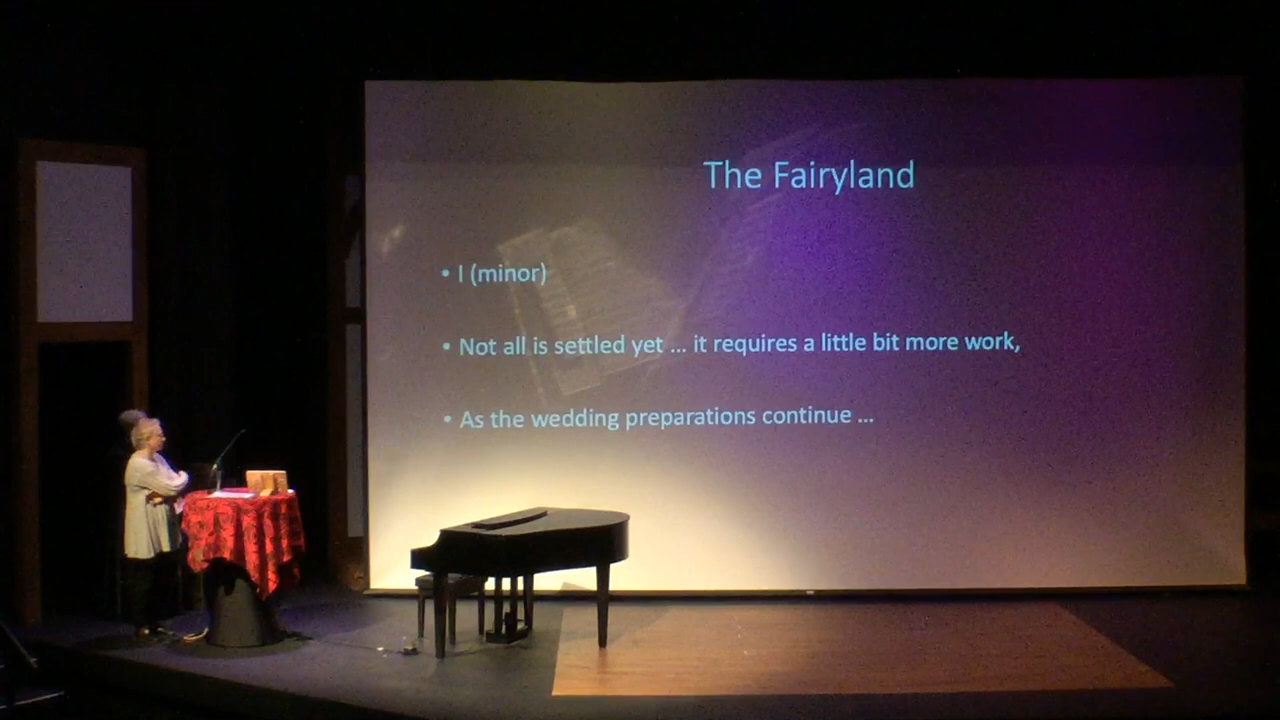 The Fairyland
• I (minor)
• Not all is settled yet ... it requires a little bit more work,
• As the wedding preparations continue ...